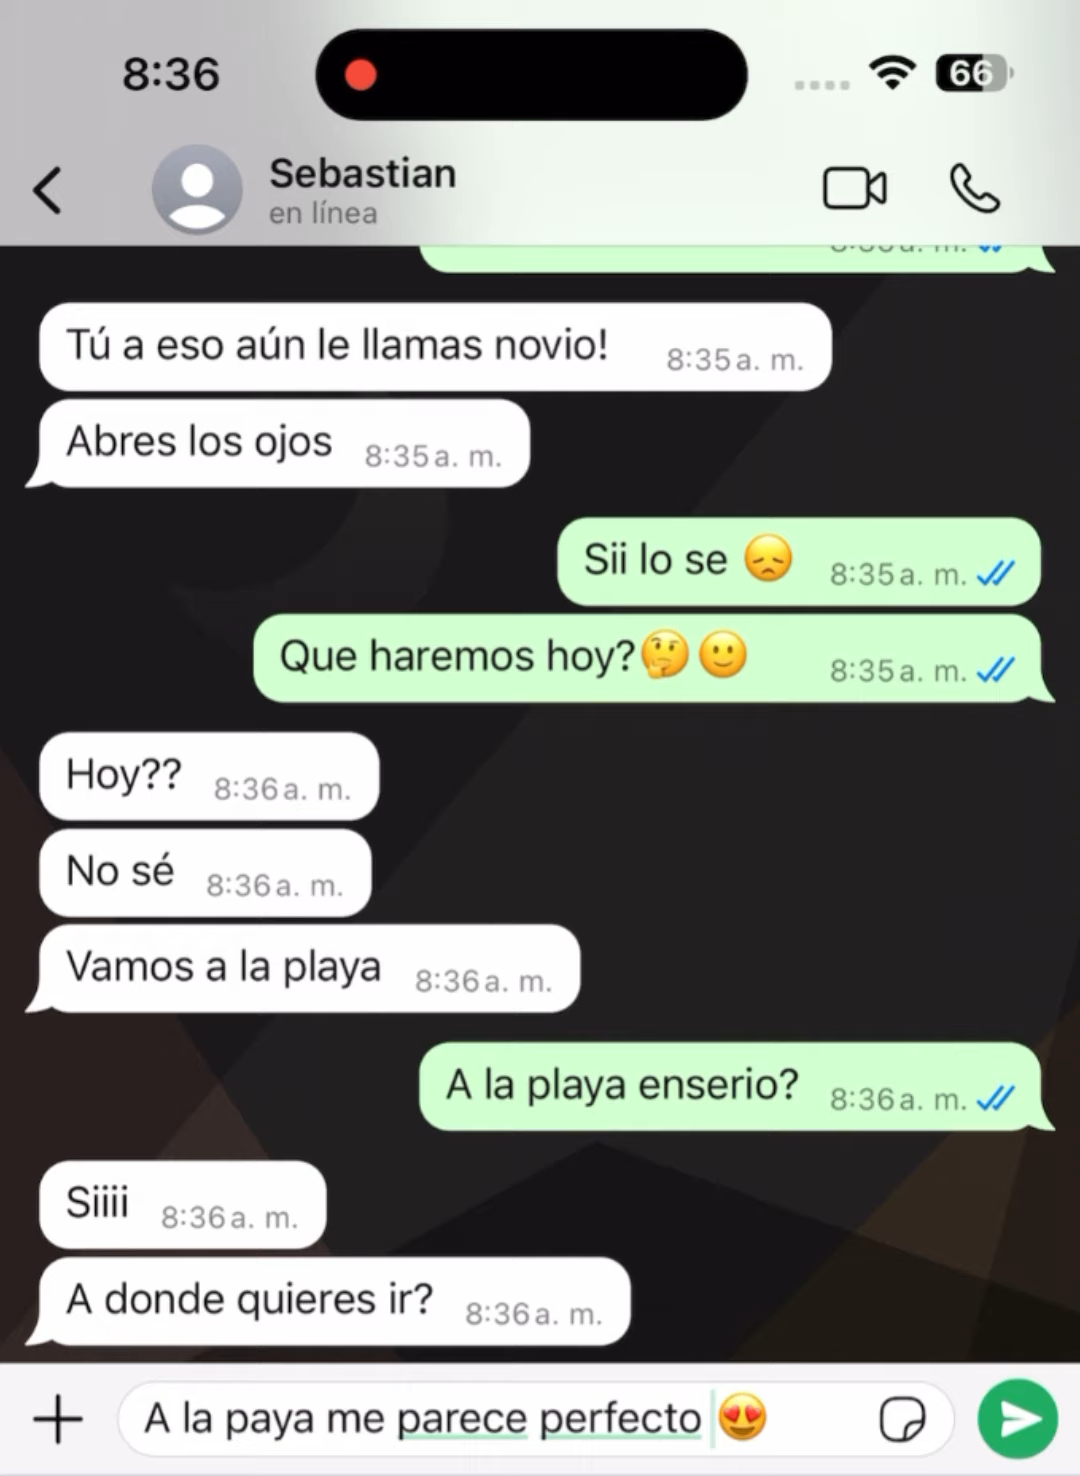 8:36
66
Sebastian
en línea
Tú a eso aún le llamas novio! 8:35 a. m.
Abres los ojos 8:35 a. m.
Sii lo se 😞 8:35 a. m.
Que haremos hoy?🤔🙂 8:35 a. m.
Hoy?? 8:36 a. m.
No sé 8:36 a. m.
Vamos a la playa 8:36 a. m.
A la playa enserio? 8:36 a. m.
Siiii 8:36 a. m.
A donde quieres ir? 8:36 a. m.
A la paya me parece perfecto 😍